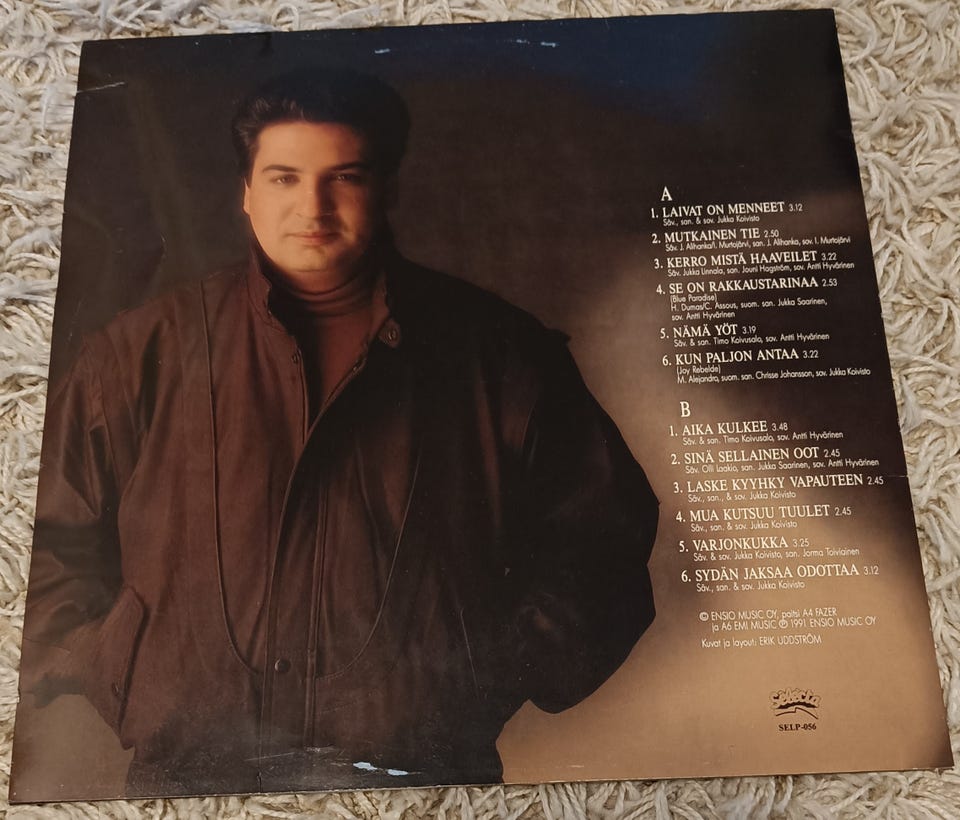 A
1. LAIVAT ON MENNEET 3.12
Säv., san. & sov. Jukka Koivisto
2. MUTKAINEN TIE 2.50
Säv. J. Alihanka/I. Murtojärvi, san. J. Alihanka, sov. I. Murtojärvi
3. KERRO MISTÄ HAAVEILET 3.22
Säv. Jukka Linnala, san. Jouni Hagström, sov. Antti Hyvärinen
4. SE ON RAKKAUSTARINAA 2.53
(Blue Paradise)
H. Dumas/C. Assous, suom. san. Jukka Saarinen,
sov. Antti Hyvärinen
5. NÄMÄ YÖT 3.19
Säv. & san. Timo Koivusalo, sov. Antti Hyvärinen
6. KUN PALJON ANTAA 3.22
(Joy Rebelde)
M. Alejandro, suom. san. Chrisse Johansson, sov. Jukka Koivisto
B
1. AIKA KULKEE 3.48
Säv. & san. Timo Koivusalo, sov. Antti Hyvärinen
2. SINÄ SELLAINEN OOT 2.45
Säv. Olli Laakio, san. Jukka Saarinen, sov. Antti Hyvärinen
3. LASKE KYYHKY VAPAUTEEN 2.45
Säv., san., & sov. Jukka Koivisto
4. MUA KUTSUU TUULET 2.45
Säv., san. & sov. Jukka Koivisto
5. VARJONKUKKA 3.25
Säv. & sov. Jukka Koivisto, san. Jorma Toiviainen
6. SYDÄN JAKSAA ODOTTAA 3.12
Säv., san. & sov. Jukka Koivisto
© ENSIO MUSIC OY, paitsi A4 FAZER
ja A6 EMI MUSIC ℗ 1991 ENSIO MUSIC OY
Kuvat ja layout: ERIK UDDSTRÖM
Selecta
SELP-056